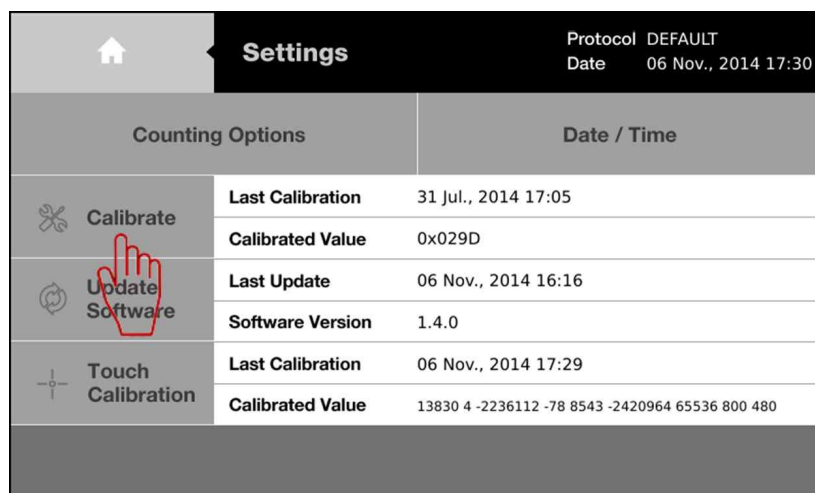 Settings
Protocol DEFAULT
Date 06 Nov., 2014 17:30
Counting Options
Date / Time
Calibrate
Last Calibration 31 Jul., 2014 17:05
Calibrated Value 0x029D
Update
Software
Last Update 06 Nov., 2014 16:16
Software Version 1.4.0
Touch
Calibration
Last Calibration 06 Nov., 2014 17:29
Calibrated Value 13830 4 -2236112 -78 8543 -2420964 65536 800 480